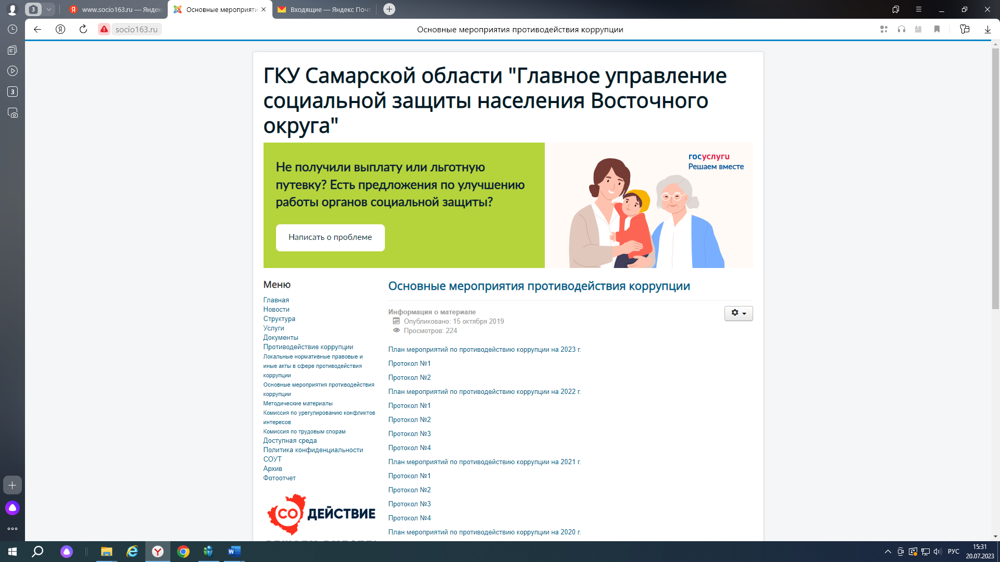 3
www.socio163.ru — Яндекс
Основные мероприяти
Входящие — Яндекс Поч
socio163.ru
Основные мероприятия противодействия коррупции
3
ГКУ Самарской области "Главное управление
социальной защиты населения Восточного
округа"
Не получили выплату или льготную
путевку? Есть предложения по улучшению
работы органов социальной защиты?
Написать о проблеме
госуслуги
Решаем вместе
Меню
Главная
Новости
Структура
Услуги
Документы
Противодействие коррупции
Локальные нормативные правовые и
иные акты в сфере противодействия
коррупции
Основные мероприятия противодействия
коррупции
Методические материалы
Комиссия по урегулированию конфликтов
интересов
Комиссия по трудовым спорам
Доступная среда
Политика конфиденциальности
СОУТ
Архив
Фотоотчет
СО ДЕЙСТВИЕ
Основные мероприятия противодействия коррупции
Информация о материале
Опубликовано: 15 октября 2019
Просмотров: 224
План мероприятий по противодействию коррупции на 2023 г.
Протокол №1
Протокол №2
План мероприятий по противодействию коррупции на 2022 г.
Протокол №1
Протокол №2
Протокол №3
Протокол №4
План мероприятий по противодействию коррупции на 2021 г.
Протокол №1
Протокол №2
Протокол №3
Протокол №4
План мероприятий по противодействию коррупции на 2020 г.
РУС
15:31
20.07.2023